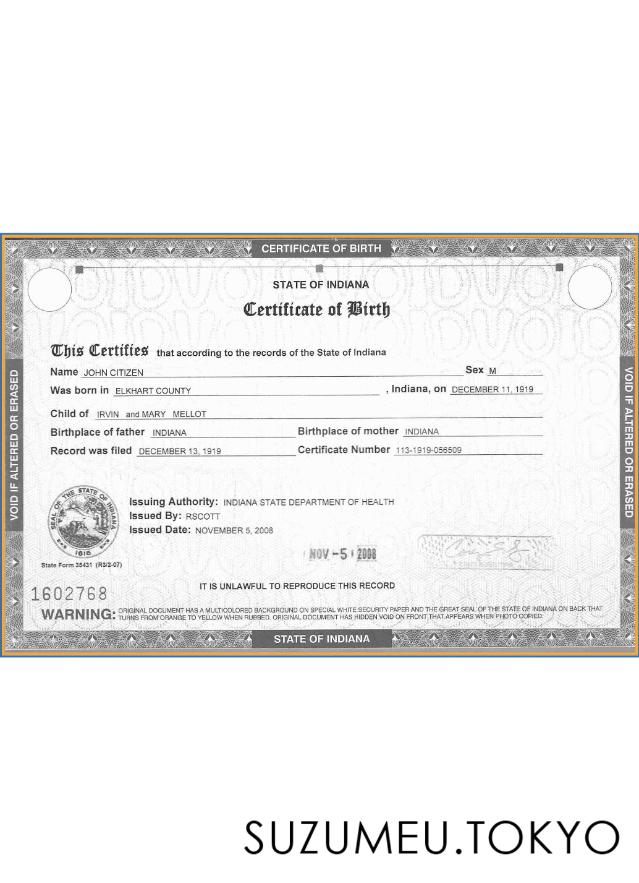 CERTIFICATE OF BIRTH
STATE OF INDIANA
Certificate of Birth
This Certifies that according to the records of the State of Indiana
Name JOHN CITIZEN Sex M
Was born in ELKHART COUNTY , Indiana, on DECEMBER 11, 1919
Child of IRVIN and MARY MELLOT
Birthplace of father INDIANA Birthplace of mother INDIANA
Record was filed DECEMBER 13, 1919 Certificate Number 113-1919-056509
VOID IF ALTERED OR ERASED
VOID IF ALTERED OR ERASED
SEAL OF THE STATE OF INDIANA
1816
Issuing Authority: INDIANA STATE DEPARTMENT OF HEALTH
Issued By: RSCOTT
Issued Date: NOVEMBER 5, 2008
NOV -5 2008
State Form 35431 (R3/2-07)
IT IS UNLAWFUL TO REPRODUCE THIS RECORD
1602768
WARNING: ORIGINAL DOCUMENT HAS A MULTICOLORED BACKGROUND ON SPECIAL WHITE SECURITY PAPER AND THE GREAT SEAL OF THE STATE OF INDIANA ON BACK THAT
TURNS FROM ORANGE TO YELLOW WHEN RUBBED. ORIGINAL DOCUMENT HAS HIDDEN VOID ON FRONT THAT APPEARS WHEN PHOTO COPIED.
STATE OF INDIANA
SUZUMEU.TOKYO